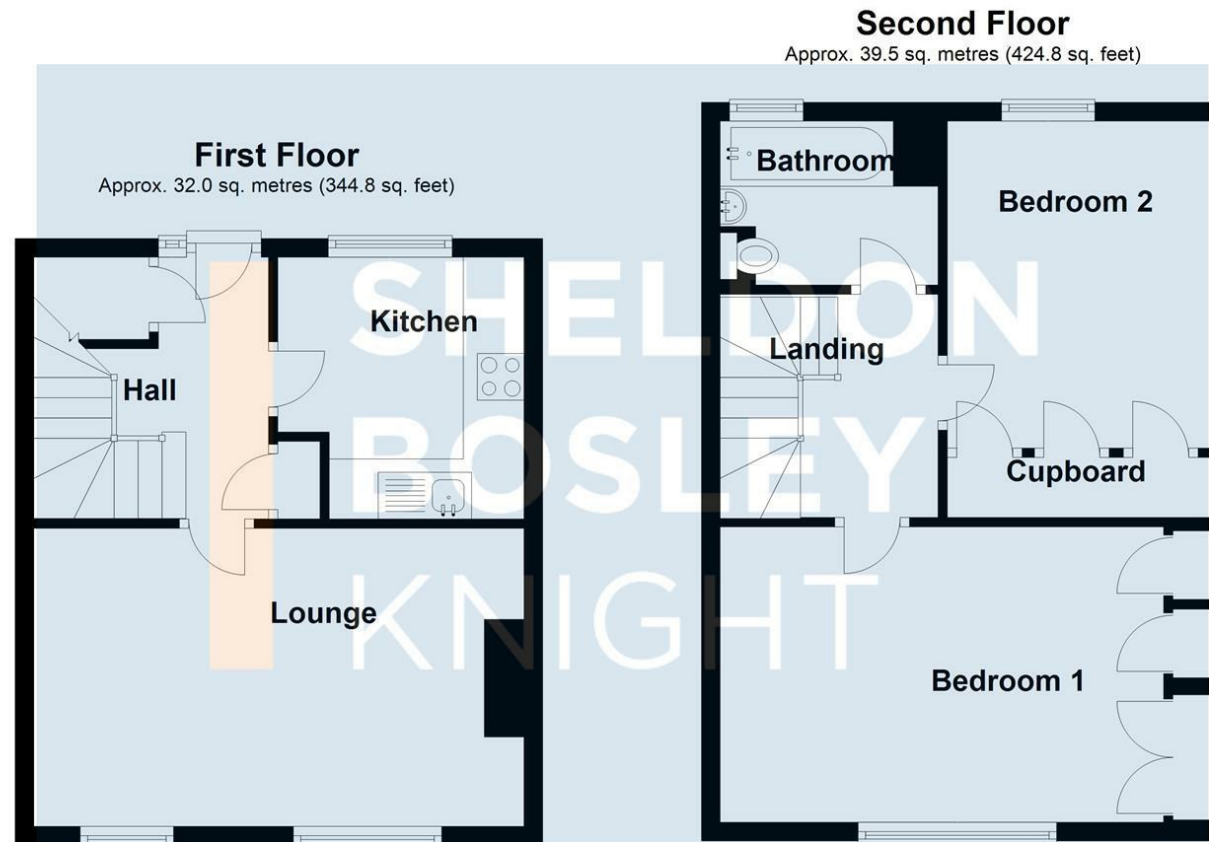 First Floor
Approx. 32.0 sq. metres (344.8 sq. feet)
Kitchen
Hall
Lounge
Second Floor
Approx. 39.5 sq. metres (424.8 sq. feet)
Bathroom
Bedroom 2
Landing
Cupboard
Bedroom 1
SHELDON
BOSLEY
KNIGHT